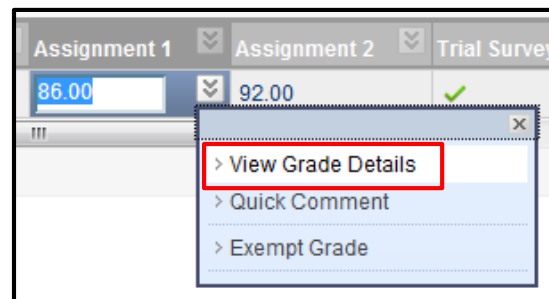 Assignment 1 Assignment 2 Trial Survey
86.00 92.00
> View Grade Details
> Quick Comment
> Exempt Grade